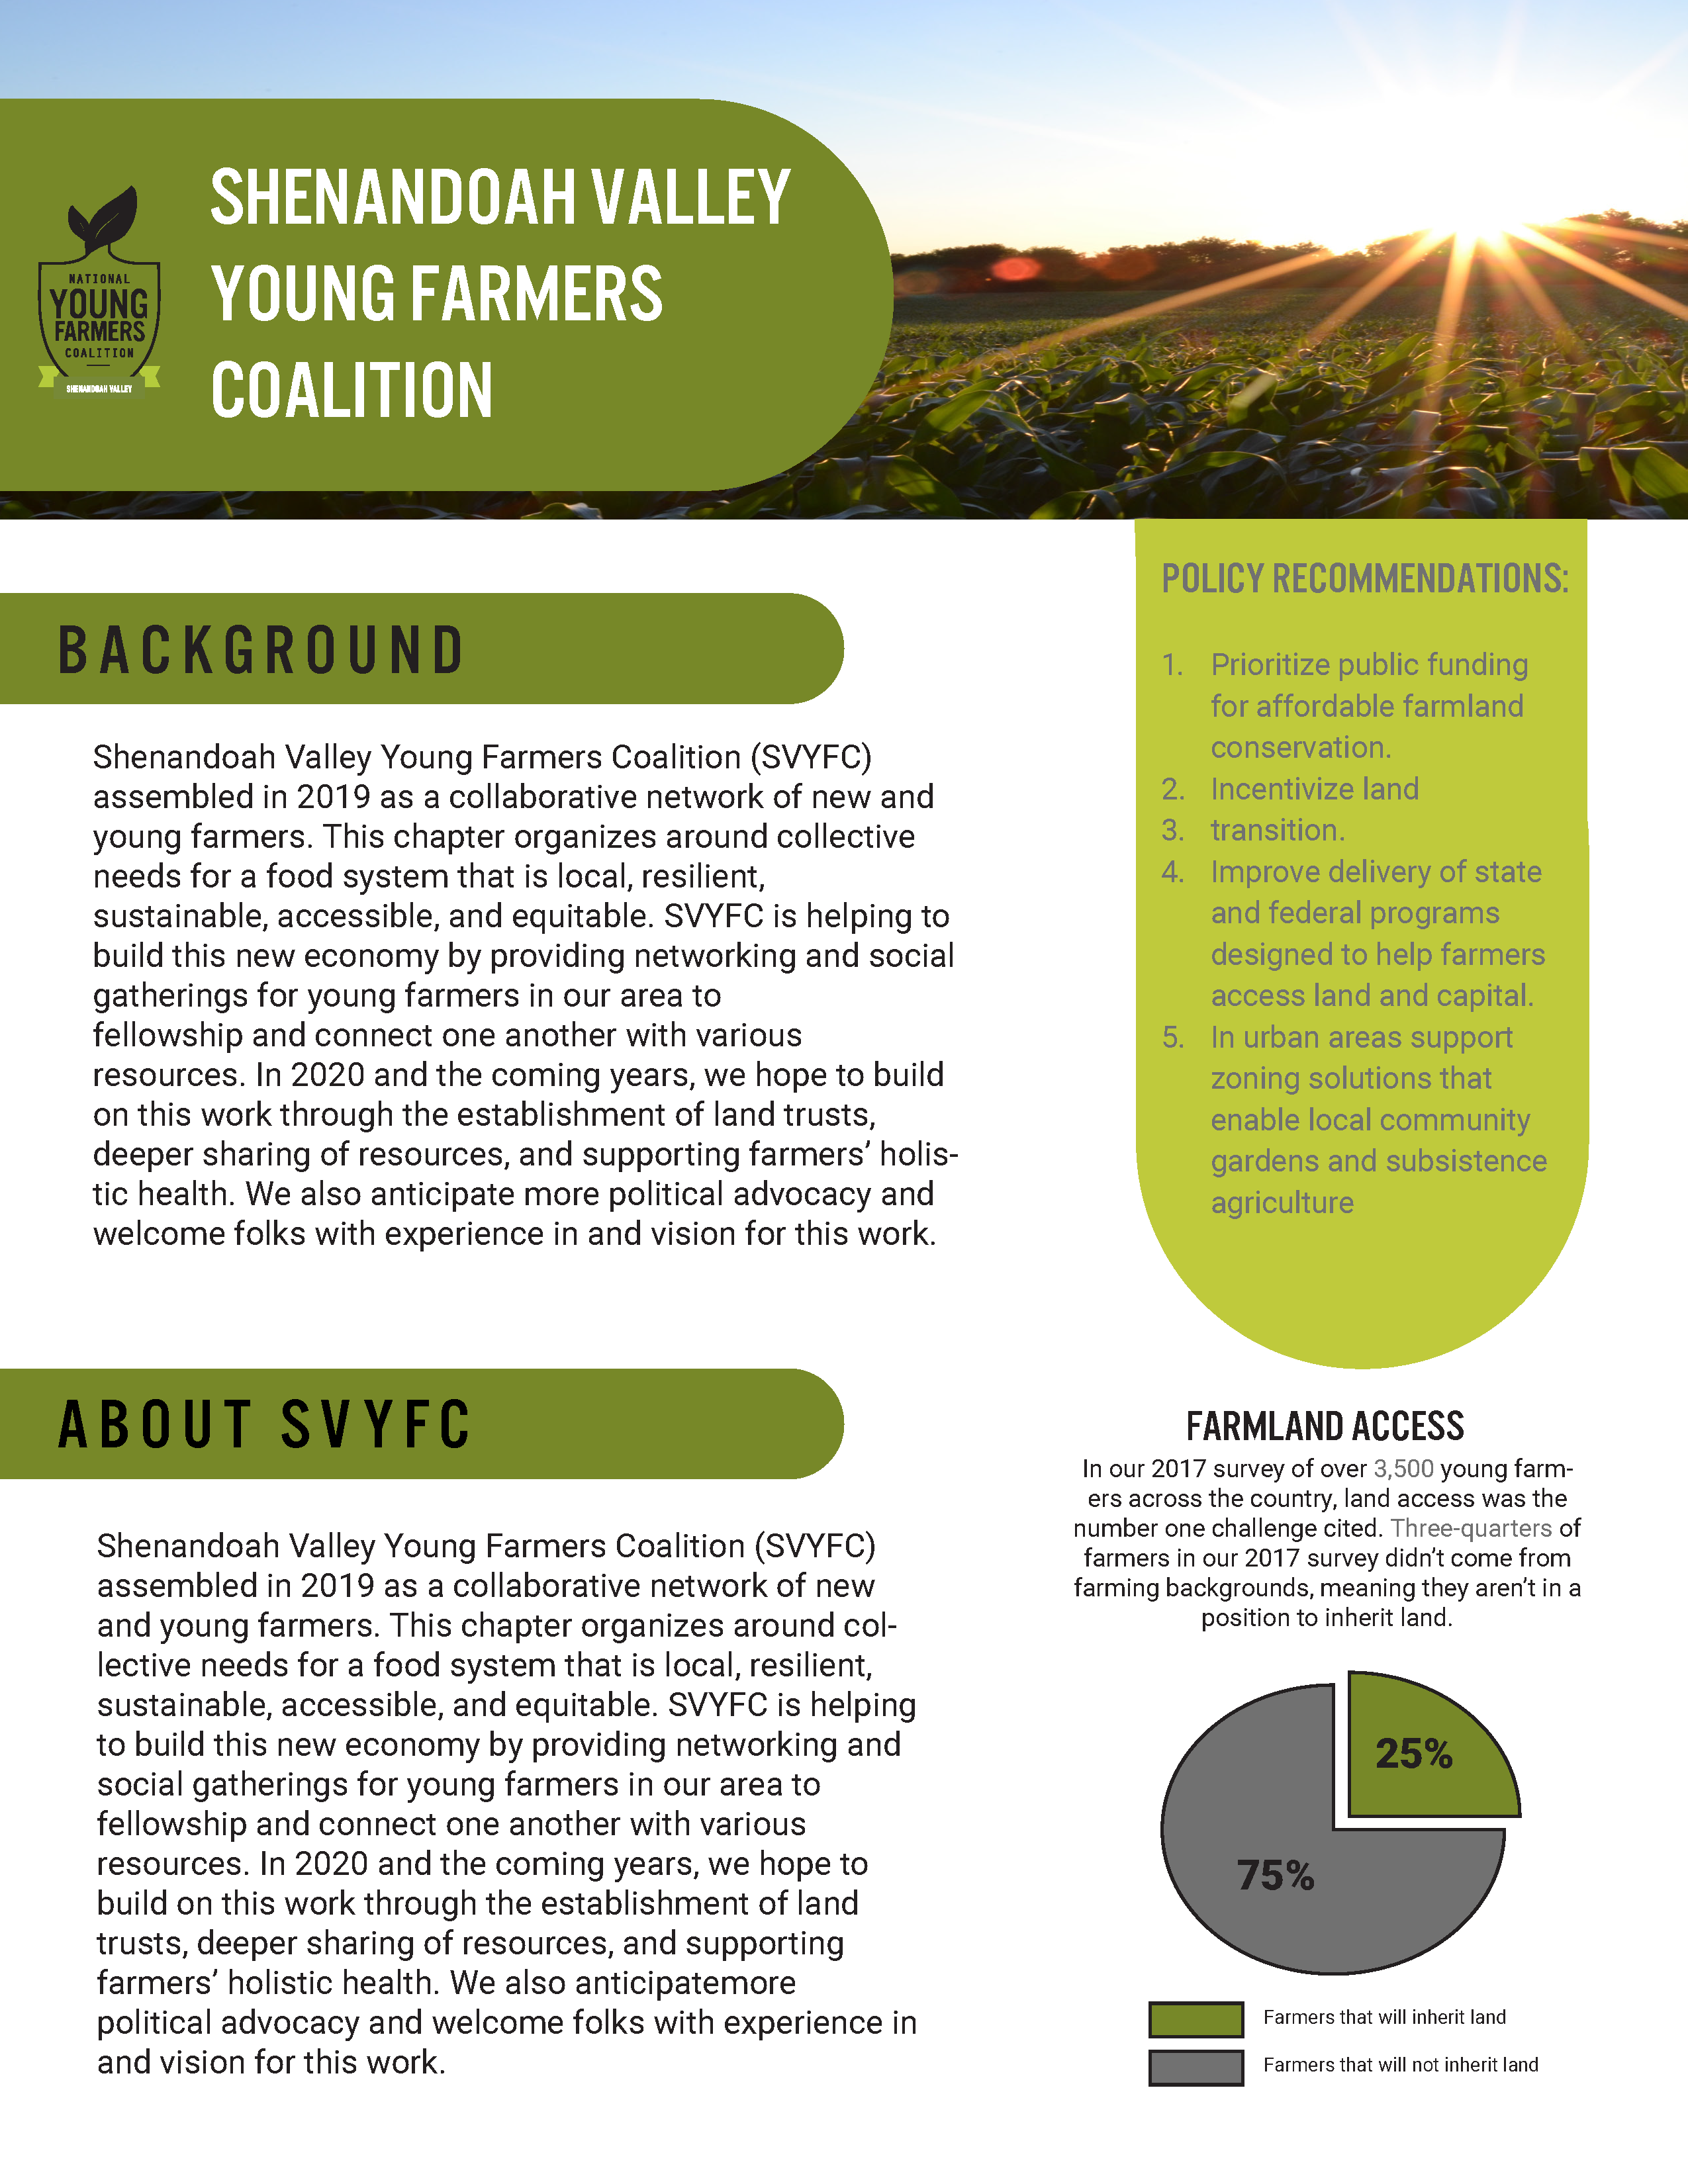 NATIONAL
YOUNG
FARMERS
COALITION
SHENANDOAH VALLEY
SHENANDOAH VALLEY
YOUNG FARMERS
COALITION
BACKGROUND
Shenandoah Valley Young Farmers Coalition (SVYFC)
assembled in 2019 as a collaborative network of new and
young farmers. This chapter organizes around collective
needs for a food system that is local, resilient,
sustainable, accessible, and equitable. SVYFC is helping to
build this new economy by providing networking and social
gatherings for young farmers in our area to
fellowship and connect one another with various
resources. In 2020 and the coming years, we hope to build
on this work through the establishment of land trusts,
deeper sharing of resources, and supporting farmers’ holis-
tic health. We also anticipate more political advocacy and
welcome folks with experience in and vision for this work.
ABOUT SVYFC
Shenandoah Valley Young Farmers Coalition (SVYFC)
assembled in 2019 as a collaborative network of new
and young farmers. This chapter organizes around col-
lective needs for a food system that is local, resilient,
sustainable, accessible, and equitable. SVYFC is helping
to build this new economy by providing networking and
social gatherings for young farmers in our area to
fellowship and connect one another with various
resources. In 2020 and the coming years, we hope to
build on this work through the establishment of land
trusts, deeper sharing of resources, and supporting
farmers’ holistic health. We also anticipatemore
political advocacy and welcome folks with experience in
and vision for this work.
POLICY RECOMMENDATIONS:
1. Prioritize public funding
for affordable farmland
conservation.
2. Incentivize land
3. transition.
4. Improve delivery of state
and federal programs
designed to help farmers
access land and capital.
5. In urban areas support
zoning solutions that
enable local community
gardens and subsistence
agriculture
FARMLAND ACCESS
In our 2017 survey of over 3,500 young farm-
ers across the country, land access was the
number one challenge cited. Three-quarters of
farmers in our 2017 survey didn’t come from
farming backgrounds, meaning they aren’t in a
position to inherit land.
25%
75%
Farmers that will inherit land
Farmers that will not inherit land